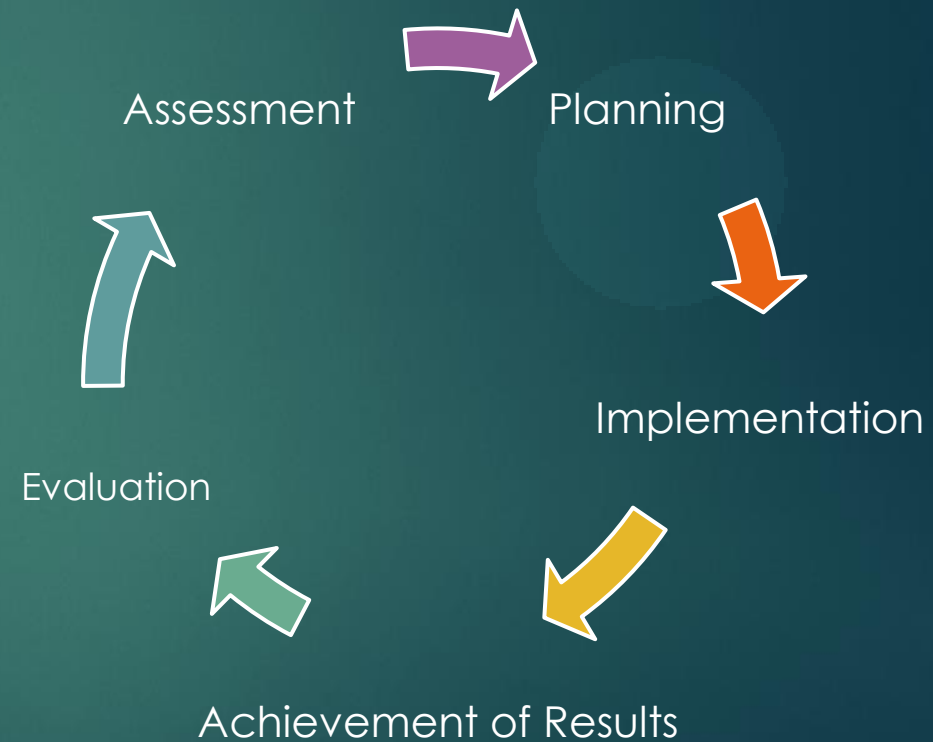 Assessment
Planning
Implementation
Achievement of Results
Evaluation